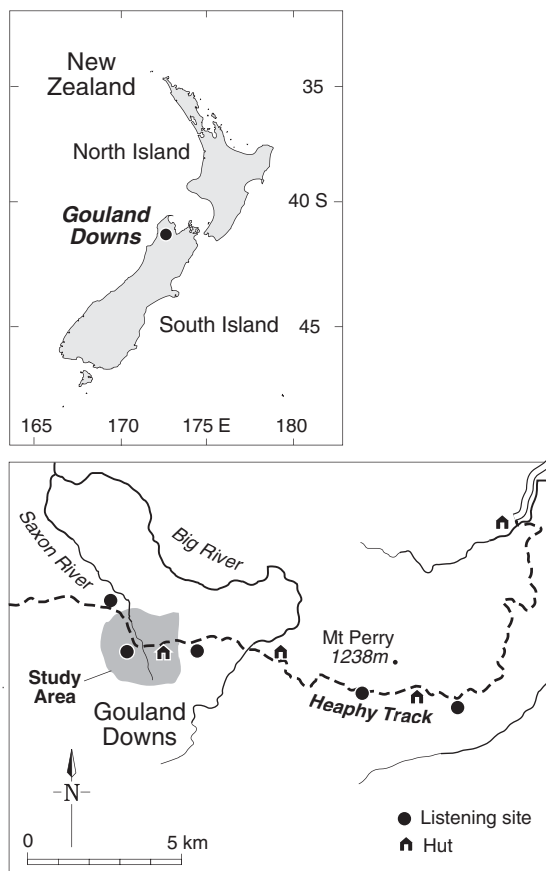 New
Zealand
35
North Island
40 S
Gouland
Downs
South Island
45
165
170
175 E
180
Saxon River
Big River
Mt Perry
1238m
Study
Area
Heaphy Track
Gouland
Downs
N
Listening site
0
5 km
Hut